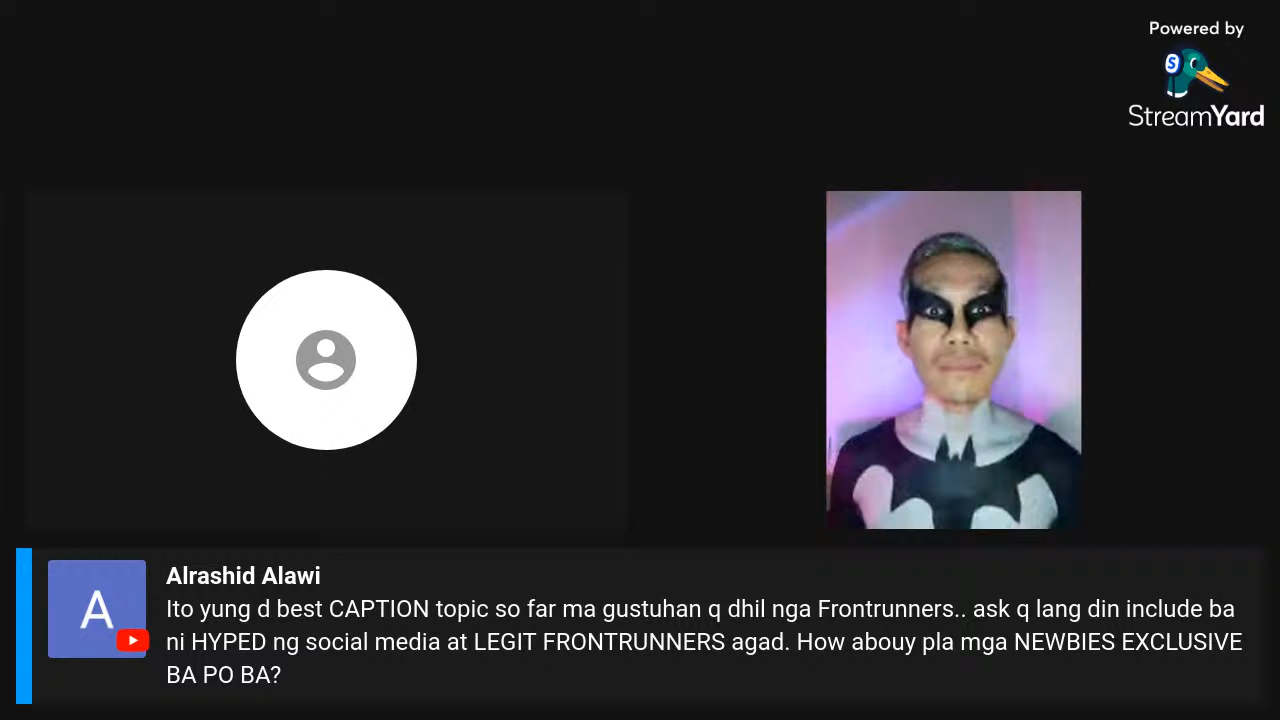 Powered by
S
StreamYard
A
Alrashid Alawi
Ito yung d best CAPTION topic so far ma gustuhan q dhil nga Frontrunners.. ask q lang din include ba
ni HYPED ng social media at LEGIT FRONTRUNNERS agad. How abouy pla mga NEWBIES EXCLUSIVE
BA PO BA?